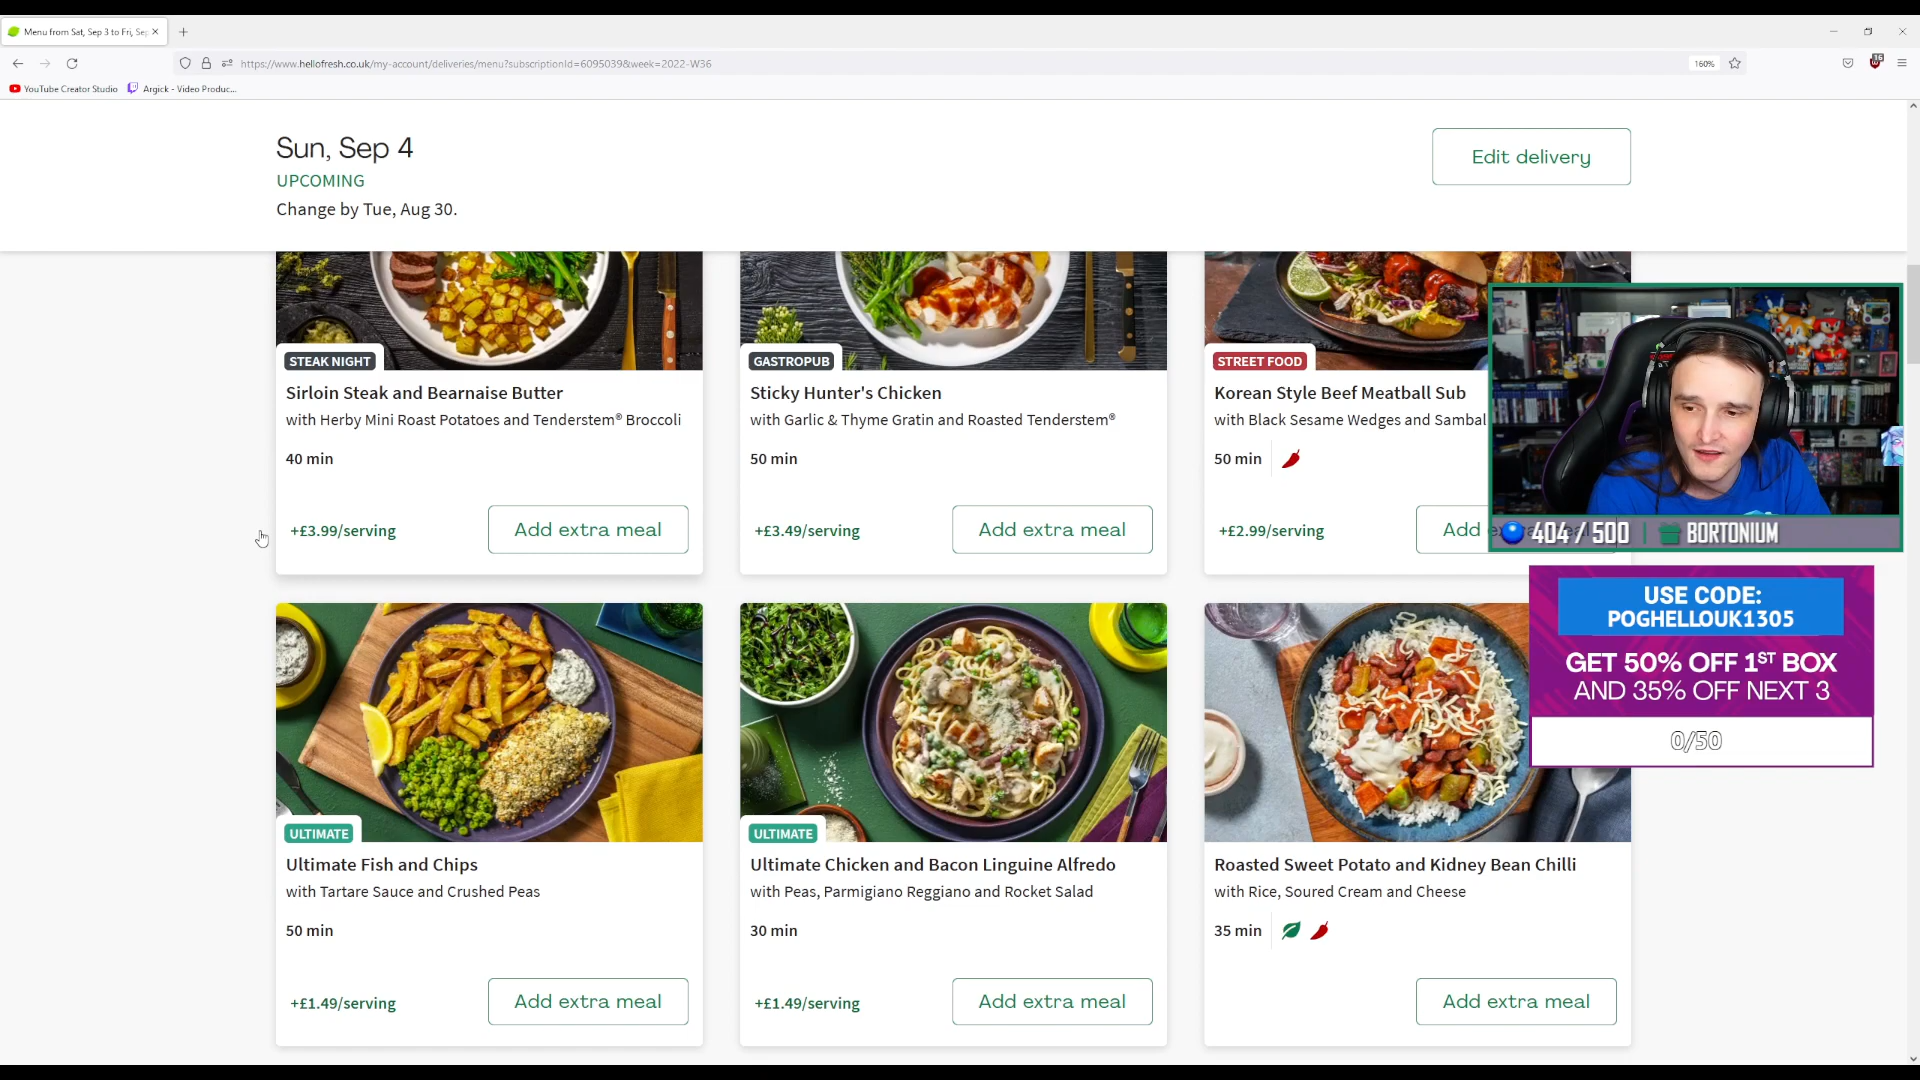 Menu from Sat, Sep 3 to Fri, Sep
https://www.hellofresh.co.uk/my-account/deliveries/menu?subscriptionId=6095039&week=2022-W36
160%
16
YouTube Creator Studio
Argick - Video Produc...
Sun, Sep 4
UPCOMING
Change by Tue, Aug 30.
Edit delivery
STEAK NIGHT
Sirloin Steak and Bearnaise Butter
with Herby Mini Roast Potatoes and Tenderstem® Broccoli
40 min
+£3.99/serving
Add extra meal
GASTROPUB
Sticky Hunter's Chicken
with Garlic & Thyme Gratin and Roasted Tenderstem®
50 min
+£3.49/serving
Add extra meal
STREET FOOD
Korean Style Beef Meatball Sub
with Black Sesame Wedges and Sambal
50 min
+£2.99/serving
Add extra meal
404 / 500 | BORTONIUM
USE CODE:
POGHELLOUK1305
GET 50% OFF 1ST BOX
AND 35% OFF NEXT 3
0/50
ULTIMATE
Ultimate Fish and Chips
with Tartare Sauce and Crushed Peas
50 min
+£1.49/serving
Add extra meal
ULTIMATE
Ultimate Chicken and Bacon Linguine Alfredo
with Peas, Parmigiano Reggiano and Rocket Salad
30 min
+£1.49/serving
Add extra meal
Roasted Sweet Potato and Kidney Bean Chilli
with Rice, Soured Cream and Cheese
35 min
Add extra meal